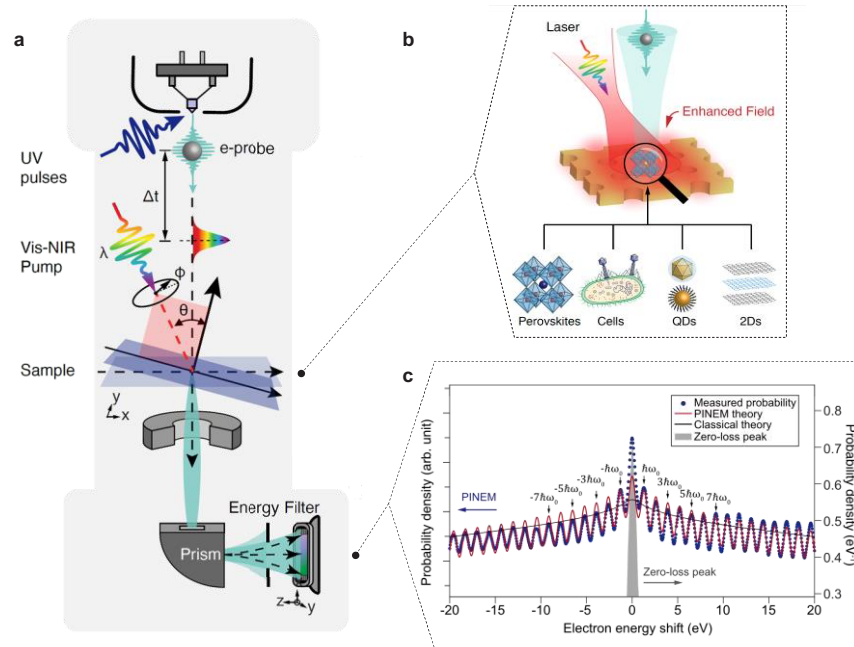 a
UV
pulses
e-probe
Δt
Vis-NIR
Pump
λ
ϕ
θ
Sample
y
x
Energy Filter
Prism
z
y
b
Laser
Enhanced Field
Perovskites
Cells
QDs
2Ds
c
Measured probability
PINEM theory
Classical theory
Zero-loss peak
Probability density (arb. unit)
PINEM
-7ℏω₀
-5ℏω₀
-3ℏω₀
-ℏω₀
ℏω₀
3ℏω₀
5ℏω₀
7ℏω₀
Zero-loss peak
0.8
0.7
0.6
0.5
0.4
0.3
Probability density (eV⁻¹)
-20
-15
-10
-5
0
5
10
15
20
Electron energy shift (eV)